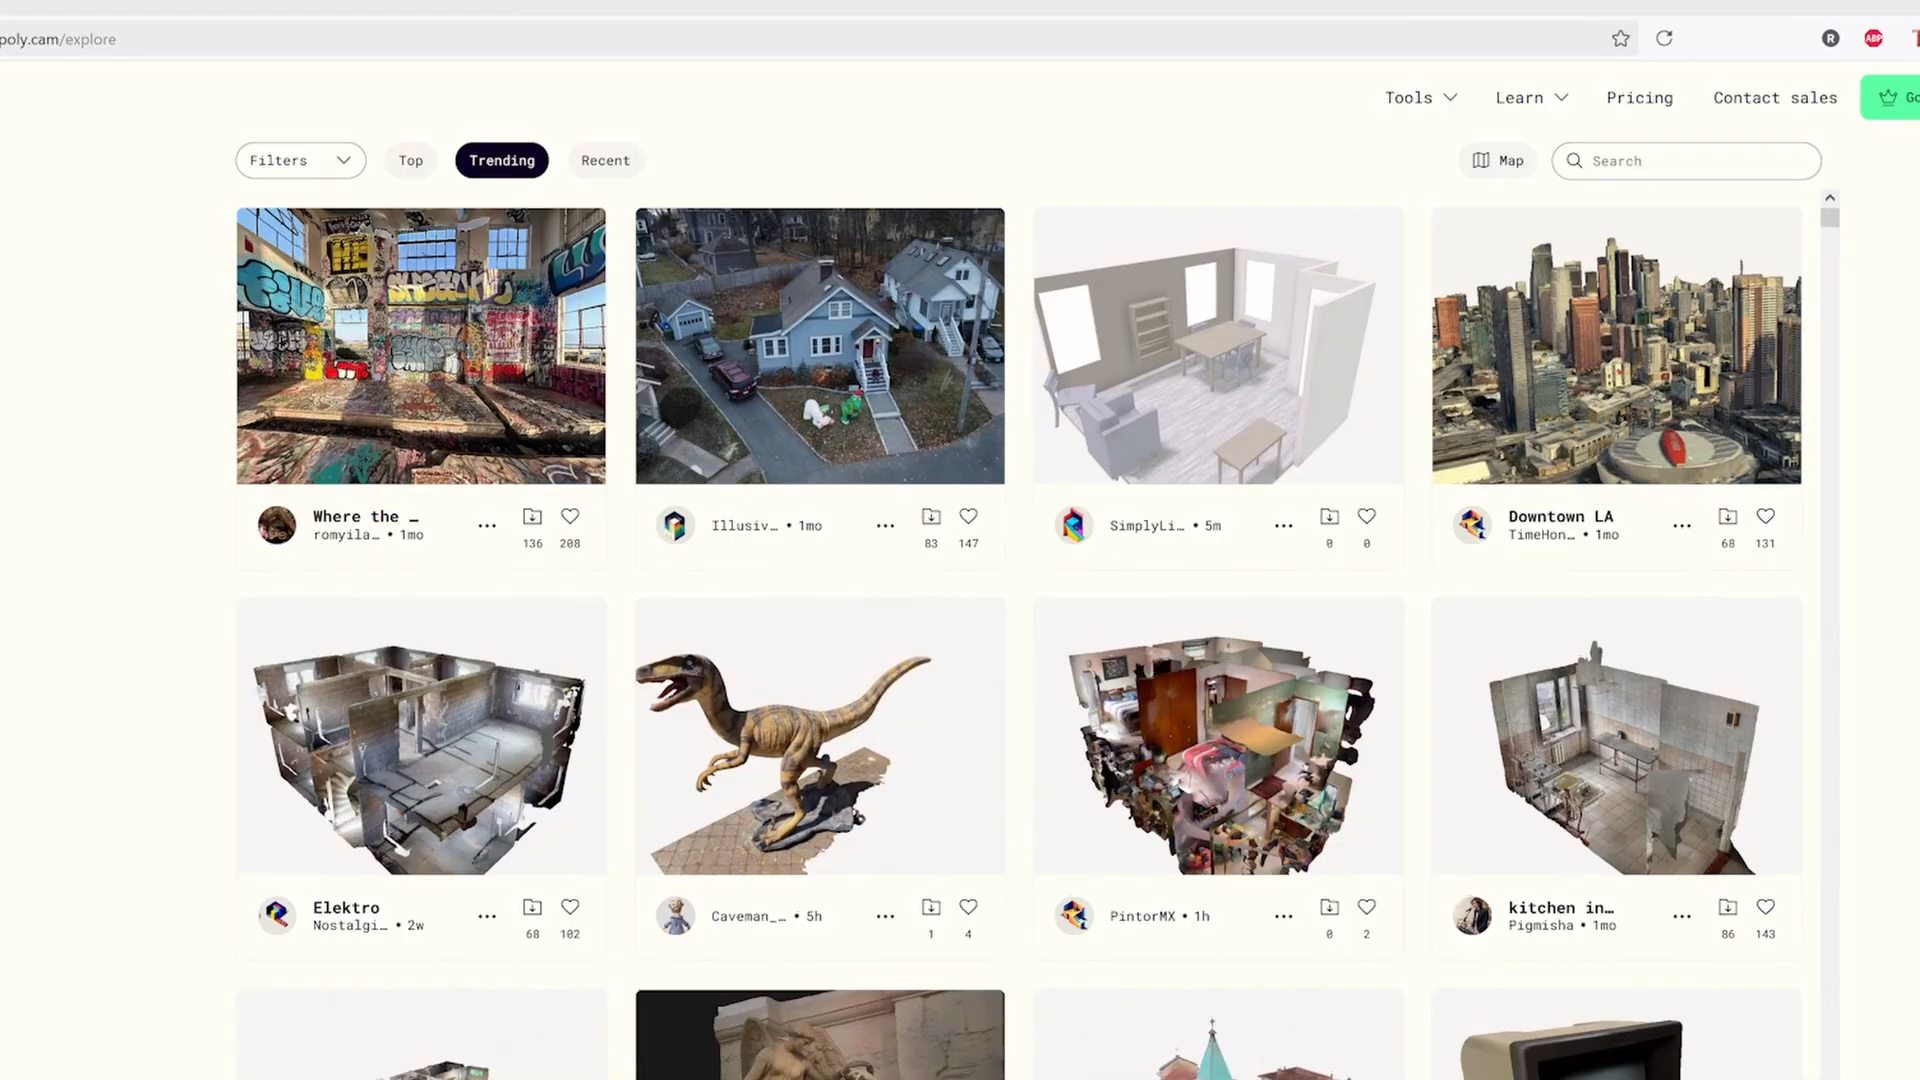 poly.cam/explore
R
ABP
Tools
Learn
Pricing
Contact sales
Filters
Top
Trending
Recent
Map
Search
Where the …
romyila… • 1mo
136
208
Illusiv… • 1mo
83
147
SimplyLi… • 5m
0
0
Downtown LA
TimeHon… • 1mo
68
131
Elektro
Nostalgi… • 2w
68
102
Caveman_… • 5h
1
4
PintorMX • 1h
0
2
kitchen in…
Pigmisha • 1mo
86
143